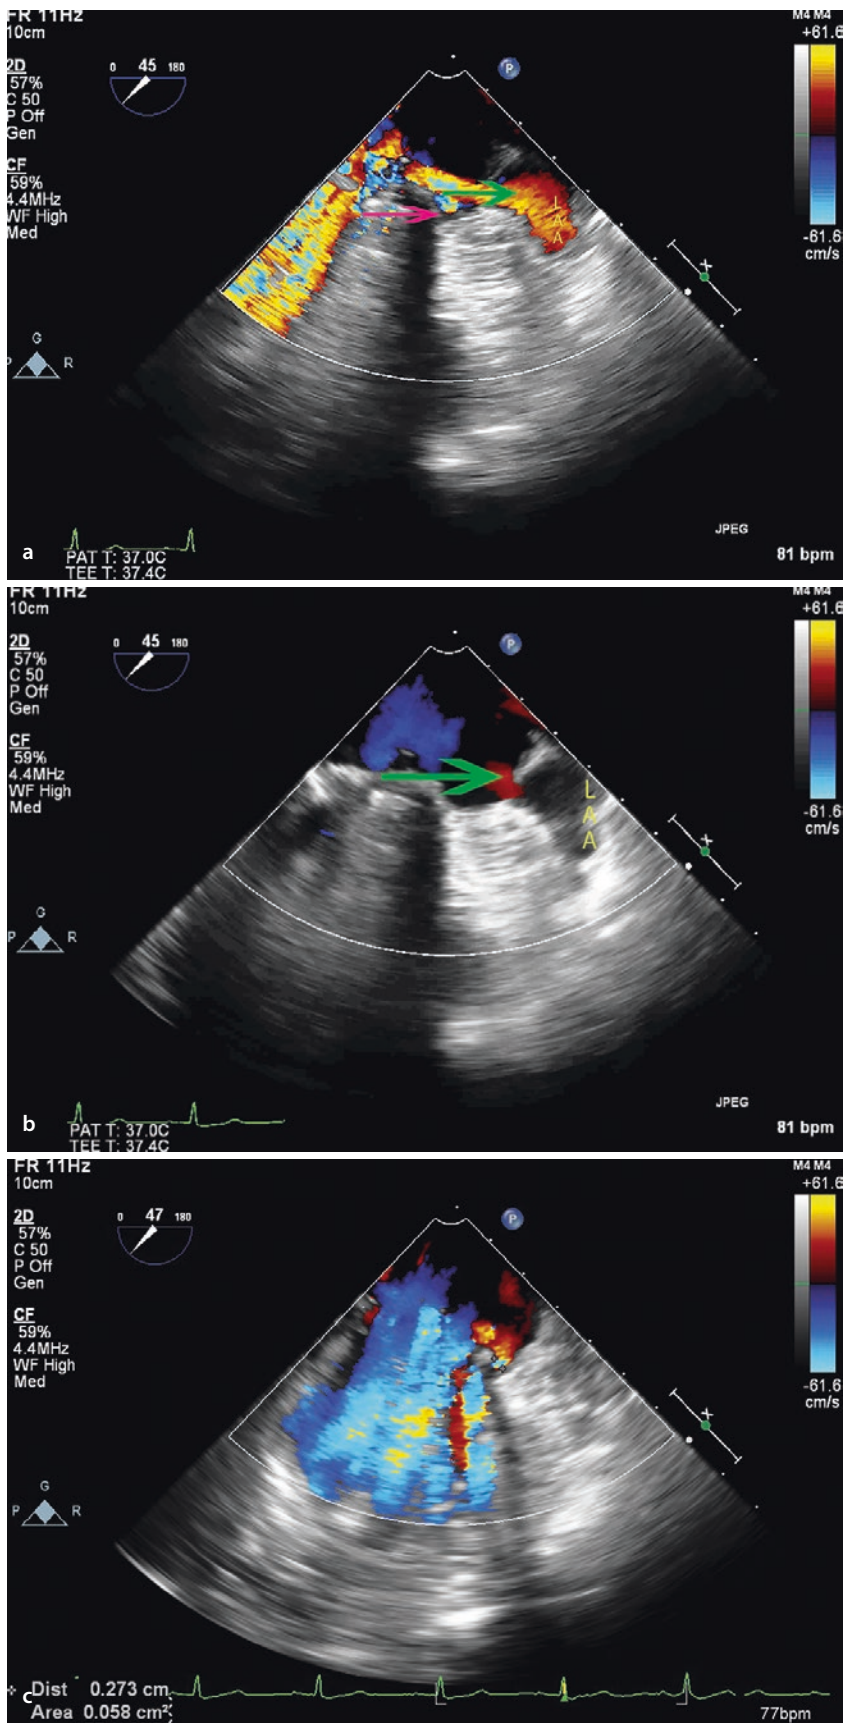 FR 11Hz
M4 M4
10cm
+61.6
2D
57%
C 50
P Off
Gen
CF
59%
4.4MHz
WF High
Med
0 45 180
P
L
A
A
-61.6
cm/s
X
G
P R
JPEG
a
PAT T: 37.0C
TEE T: 37.4C
81 bpm
FR 11Hz
M4 M4
10cm
+61.6
2D
57%
C 50
P Off
Gen
CF
59%
4.4MHz
WF High
Med
0 45 180
P
L
A
A
-61.6
cm/s
X
G
P R
JPEG
b
PAT T: 37.0C
TEE T: 37.4C
81 bpm
FR 11Hz
M4 M4
10cm
+61.6
2D
57%
C 50
P Off
Gen
CF
59%
4.4MHz
WF High
Med
0 47 180
P
-61.6
cm/s
X
G
P R
c
Dist 0.273 cm
Area 0.058 cm²
77bpm